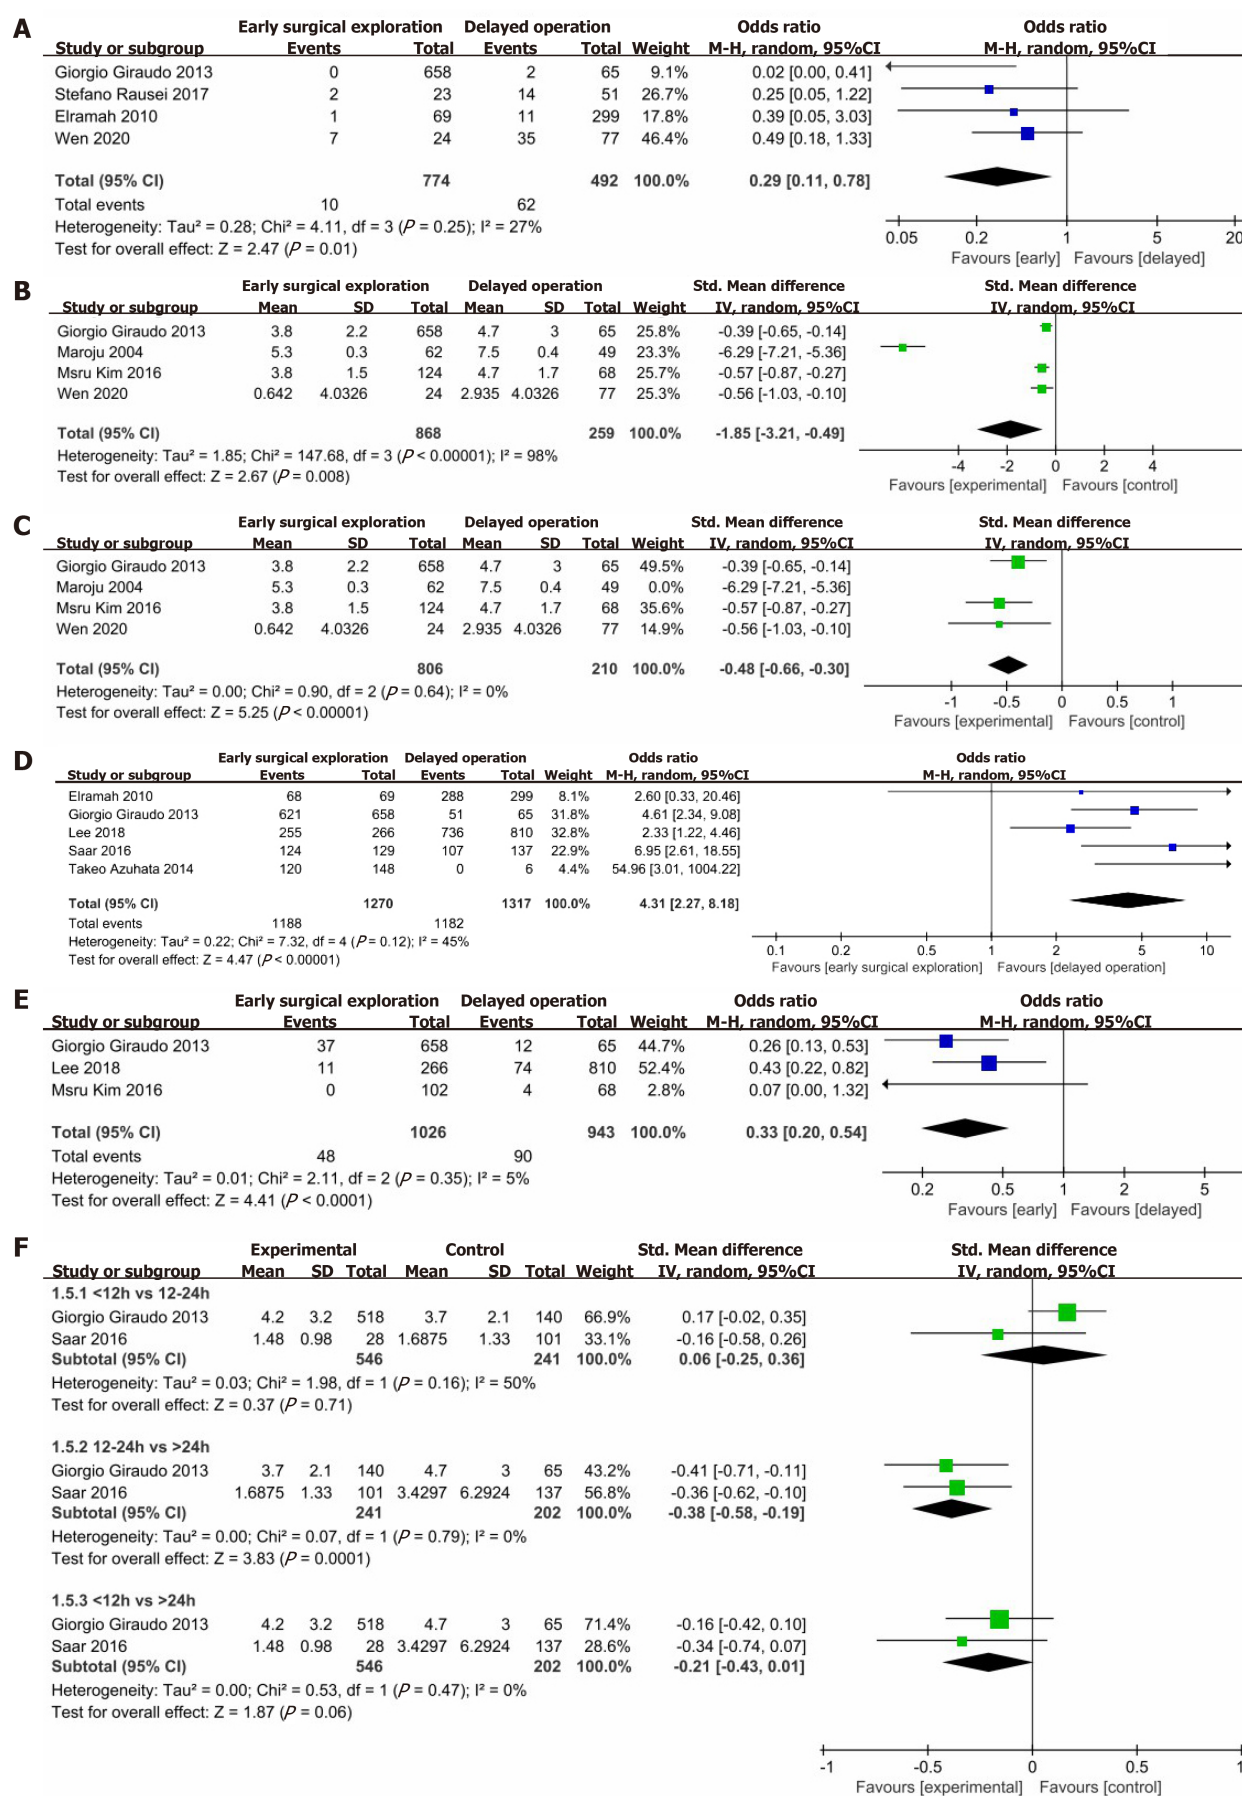 A
Early surgical exploration Delayed operation Odds ratio Odds ratio
Study or subgroup Events Total Events Total Weight M-H, random, 95%CI M-H, random, 95%CI
Giorgio Giraudo 2013 0 658 2 65 9.1% 0.02 [0.00, 0.41]
Stefano Rausei 2017 2 23 14 51 26.7% 0.25 [0.05, 1.22]
Elramah 2010 1 69 11 299 17.8% 0.39 [0.05, 3.03]
Wen 2020 7 24 35 77 46.4% 0.49 [0.18, 1.33]
Total (95% CI) 774 492 100.0% 0.29 [0.11, 0.78]
Total events 10 62
Heterogeneity: Tau² = 0.28; Chi² = 4.11, df = 3 (P = 0.25); I² = 27%
Test for overall effect: Z = 2.47 (P = 0.01)
0.05 0.2 1 5 20
Favours [early] Favours [delayed]
B
Early surgical exploration Delayed operation Std. Mean difference Std. Mean difference
Study or subgroup Mean SD Total Mean SD Total Weight IV, random, 95%CI IV, random, 95%CI
Giorgio Giraudo 2013 3.8 2.2 658 4.7 3 65 25.8% -0.39 [-0.65, -0.14]
Maroju 2004 5.3 0.3 62 7.5 0.4 49 23.3% -6.29 [-7.21, -5.36]
Msru Kim 2016 3.8 1.5 124 4.7 1.7 68 25.7% -0.57 [-0.87, -0.27]
Wen 2020 0.642 4.0326 24 2.935 4.0326 77 25.3% -0.56 [-1.03, -0.10]
Total (95% CI) 868 259 100.0% -1.85 [-3.21, -0.49]
Heterogeneity: Tau² = 1.85; Chi² = 147.68, df = 3 (P < 0.00001); I² = 98%
Test for overall effect: Z = 2.67 (P = 0.008)
-4 -2 0 2 4
Favours [experimental] Favours [control]
C
Early surgical exploration Delayed operation Std. Mean difference Std. Mean difference
Study or subgroup Mean SD Total Mean SD Total Weight IV, random, 95%CI IV, random, 95%CI
Giorgio Giraudo 2013 3.8 2.2 658 4.7 3 65 49.5% -0.39 [-0.65, -0.14]
Maroju 2004 5.3 0.3 62 7.5 0.4 49 0.0% -6.29 [-7.21, -5.36]
Msru Kim 2016 3.8 1.5 124 4.7 1.7 68 35.6% -0.57 [-0.87, -0.27]
Wen 2020 0.642 4.0326 24 2.935 4.0326 77 14.9% -0.56 [-1.03, -0.10]
Total (95% CI) 806 210 100.0% -0.48 [-0.66, -0.30]
Heterogeneity: Tau² = 0.00; Chi² = 0.90, df = 2 (P = 0.64); I² = 0%
Test for overall effect: Z = 5.25 (P < 0.00001)
-1 -0.5 0 0.5 1
Favours [experimental] Favours [control]
D
Early surgical exploration Delayed operation Odds ratio Odds ratio
Study or subgroup Events Total Events Total Weight M-H, random, 95%CI M-H, random, 95%CI
Elramah 2010 68 69 288 299 8.1% 2.60 [0.33, 20.46]
Giorgio Giraudo 2013 621 658 51 65 31.8% 4.61 [2.34, 9.08]
Lee 2018 255 266 736 810 32.8% 2.33 [1.22, 4.46]
Saar 2016 124 129 107 137 22.9% 6.95 [2.61, 18.55]
Takeo Azuhata 2014 120 148 0 6 4.4% 54.96 [3.01, 1004.22]
Total (95% CI) 1270 1317 100.0% 4.31 [2.27, 8.18]
Total events 1188 1182
Heterogeneity: Tau² = 0.22; Chi² = 7.32, df = 4 (P = 0.12); I² = 45%
Test for overall effect: Z = 4.47 (P < 0.00001)
0.1 0.2 0.5 1 2 5 10
Favours [early surgical exploration] Favours [delayed operation]
E
Early surgical exploration Delayed operation Odds ratio Odds ratio
Study or subgroup Events Total Events Total Weight M-H, random, 95%CI M-H, random, 95%CI
Giorgio Giraudo 2013 37 658 12 65 44.7% 0.26 [0.13, 0.53]
Lee 2018 11 266 74 810 52.4% 0.43 [0.22, 0.82]
Msru Kim 2016 0 102 4 68 2.8% 0.07 [0.00, 1.32]
Total (95% CI) 1026 943 100.0% 0.33 [0.20, 0.54]
Total events 48 90
Heterogeneity: Tau² = 0.01; Chi² = 2.11, df = 2 (P = 0.35); I² = 5%
Test for overall effect: Z = 4.41 (P < 0.0001)
0.2 0.5 1 2 5
Favours [early] Favours [delayed]
F
Experimental Control Std. Mean difference Std. Mean difference
Study or subgroup Mean SD Total Mean SD Total Weight IV, random, 95%CI IV, random, 95%CI
1.5.1 <12h vs 12-24h
Giorgio Giraudo 2013 4.2 3.2 518 3.7 2.1 140 66.9% 0.17 [-0.02, 0.35]
Saar 2016 1.48 0.98 28 1.6875 1.33 101 33.1% -0.16 [-0.58, 0.26]
Subtotal (95% CI) 546 241 100.0% 0.06 [-0.25, 0.36]
Heterogeneity: Tau² = 0.03; Chi² = 1.98, df = 1 (P = 0.16); I² = 50%
Test for overall effect: Z = 0.37 (P = 0.71)
1.5.2 12-24h vs >24h
Giorgio Giraudo 2013 3.7 2.1 140 4.7 3 65 43.2% -0.41 [-0.71, -0.11]
Saar 2016 1.6875 1.33 101 3.4297 6.2924 137 56.8% -0.36 [-0.62, -0.10]
Subtotal (95% CI) 241 202 100.0% -0.38 [-0.58, -0.19]
Heterogeneity: Tau² = 0.00; Chi² = 0.07, df = 1 (P = 0.79); I² = 0%
Test for overall effect: Z = 3.83 (P = 0.0001)
1.5.3 <12h vs >24h
Giorgio Giraudo 2013 4.2 3.2 518 4.7 3 65 71.4% -0.16 [-0.42, 0.10]
Saar 2016 1.48 0.98 28 3.4297 6.2924 137 28.6% -0.34 [-0.74, 0.07]
Subtotal (95% CI) 546 202 100.0% -0.21 [-0.43, 0.01]
Heterogeneity: Tau² = 0.00; Chi² = 0.53, df = 1 (P = 0.47); I² = 0%
Test for overall effect: Z = 1.87 (P = 0.06)
-1 -0.5 0 0.5 1
Favours [experimental] Favours [control]